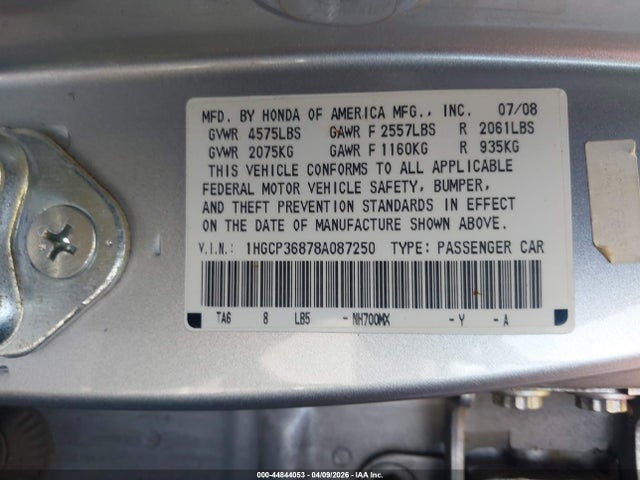 MFD. BY HONDA OF AMERICA MFG., INC. 07/08
GVWR 4575LBS GAWR F 2557LBS R 2061LBS
GVWR 2075KG GAWR F 1160KG R 935KG
THIS VEHICLE CONFORMS TO ALL APPLICABLE
FEDERAL MOTOR VEHICLE SAFETY, BUMPER,
AND THEFT PREVENTION STANDARDS IN EFFECT
ON THE DATE OF MANUFACTURE SHOWN ABOVE.
V.I.N.: 1HGCP36878A087250 TYPE: PASSENGER CAR
TA6 8 LB5 - NH700MX - Y - A
000-44844053 - 04/09/2026 - IAAI.COM